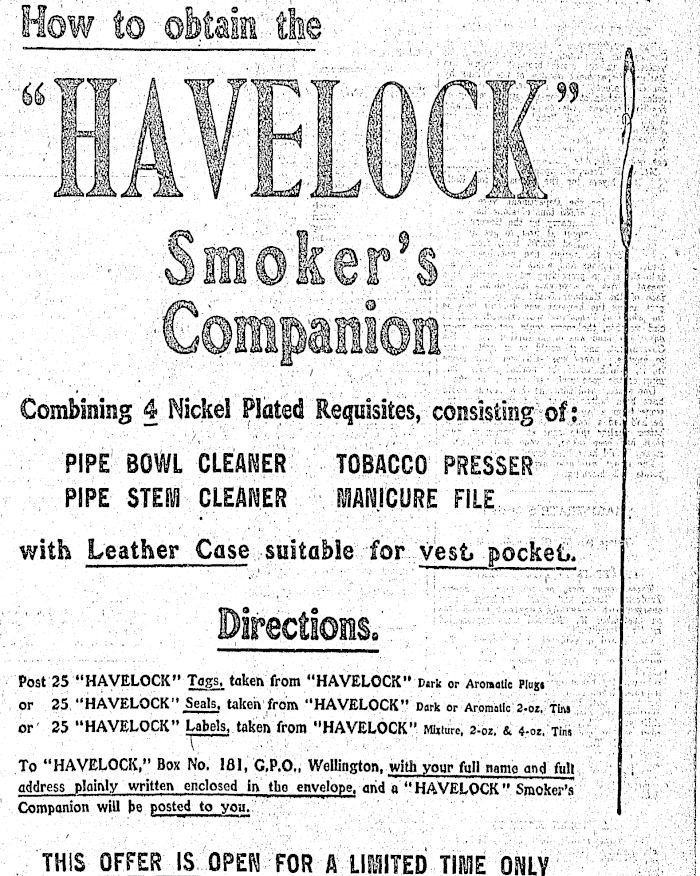 How to obtain the
"HAVELOCK"
Smoker's
Companion
Combining 4 Nickel Plated Requisites, consisting of:
PIPE BOWL CLEANER TOBACCO PRESSER
PIPE STEM CLEANER MANICURE FILE
with Leather Case suitable for vest pocket.
Directions.
Post 25 "HAVELOCK" Tags, taken from "HAVELOCK" Dark or Aromatic Plugs
or 25 "HAVELOCK" Seals, taken from "HAVELOCK" Dark or Aromatic 2-oz. Tins
or 25 "HAVELOCK" Labels, taken from "HAVELOCK" Mixture, 2-oz. & 4-oz. Tins
To "HAVELOCK," Box No. 181, G.P.O., Wellington, with your full name and full
address plainly written enclosed in the envelope, and a "HAVELOCK" Smoker's
Companion will be posted to you.
THIS OFFER IS OPEN FOR A LIMITED TIME ONLY